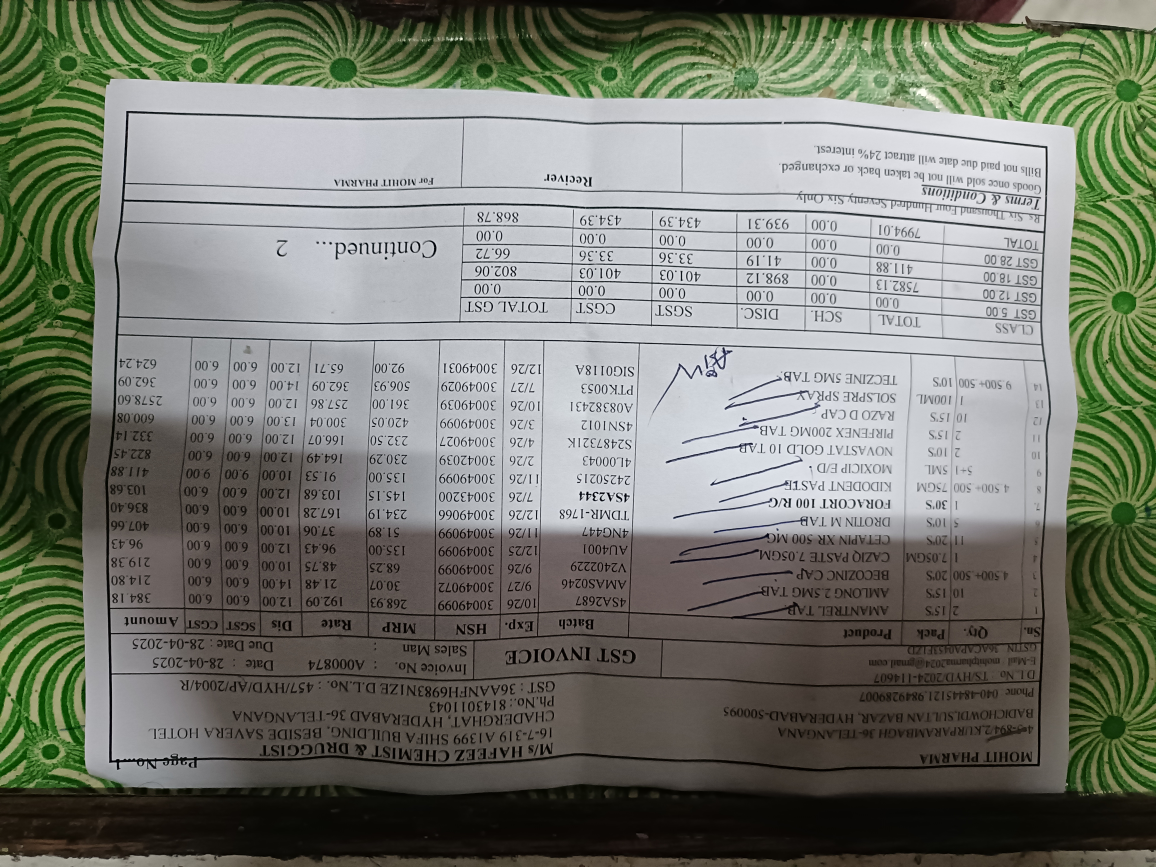 Page No...1
MOHIT PHARMA
KURPARAMBAGH 36-TELANGANA
BADICHOWDI,SULTAN BAZAR, HYDERABAD-500095
Phone 040-48445121 9849289007
D.L.No. : TS/HYD/2024-114607
E-Mail : mohitpharma2024@gmail.com
M/s HAFEEZ CHEMIST & DRUGGIST
16-7-319 A1399 SHIFA BUILDING, BESIDE SAVERA HOTEL
CHADERGHAT, HYDERABAD 36-TELANGANA
Ph.No.: 8143011043
GST : 36AANFH6983N1ZE D.L.No. : 457/HYD/AP/2004/R
GST INVOICE
Invoice No. : A000874 Date : 28-04-2025
Sales Man : Due Date : 28-04-2025
Sn. Qty. Pack Product Batch Exp. HSN MRP Rate Dis SGST CGST Amount
1 2 15'S AMANTREL TAB 4SA2687 10/26 30049099 268.93 192.09 12.00 6.00 6.00 384.18
2 10 15'S AMLONG 2.5MG TAB AMAS0246 9/27 30049072 30.07 21.48 14.00 6.00 6.00 214.80
3 4.500+.500 20'S BECOZINC CAP V2402229 9/26 30049099 68.25 48.75 10.00 6.00 6.00 219.38
4 1 7.05GM CAZIQ PASTE 7.05GM AU4001 12/25 30049099 135.00 96.43 12.00 6.00 6.00 96.43
5 11 20'S CETAPIN XR 500 MG 4NG447 11/26 30049099 51.89 37.06 10.00 6.00 6.00 407.66
6 5 10'S DROTIN M TAB TDMTR-1768 12/26 30049066 234.19 167.28 10.00 6.00 6.00 836.40
7 1 30'S FORACORT 100 R/C 4SA2344 7/26 30043200 145.15 103.68 12.00 6.00 6.00 103.68
8 4.500+.500 75GM KIDODENT PASTE 24250215 11/26 30049099 135.00 91.53 10.00 9.00 9.00 411.88
9 5+1 5ML MOXICIP E/D 4L00043 2/26 30042039 230.29 164.49 12.00 6.00 6.00 822.45
10 2 10'S NOVASTAT GOLD 10 TAB S2487321K 4/26 30049027 232.50 166.07 12.00 6.00 6.00 332.14
11 2 15'S PIRFENEX 200MG TAB 4SN1012 3/26 30049099 420.05 300.04 13.00 6.00 6.00 600.08
12 10 15'S RAZO D CAP A08382431 10/26 30049039 361.00 257.86 12.00 6.00 6.00 2578.60
13 1 100ML SOLSPRE SPRAY PTK0053 7/27 30049029 506.93 362.09 14.00 6.00 6.00 362.09
14 9.500+.500 10'S TECZINE 5MG TAB SIG0118A 12/26 30049031 92.00 65.71 12.00 6.00 6.00 624.24
CLASS TOTAL SCH. DISC. SGST CGST TOTAL GST
GST 5.00 0.00 0.00 0.00 0.00 0.00 0.00
GST 12.00 7582.13 0.00 898.12 401.03 401.03 802.06
GST 18.00 411.88 0.00 41.19 33.36 33.36 66.72
GST 28.00 0.00 0.00 0.00 0.00 0.00 0.00
TOTAL 7994.01 0.00 939.31 434.39 434.39 868.78
Continued... 2
Rs. Six Thousand Four Hundred Seventy Six Only
Terms & Conditions
Goods once sold will not be taken back or exchanged.
Bills not paid due date will attract 24% interest.
Reciver
For MOHIT PHARMA